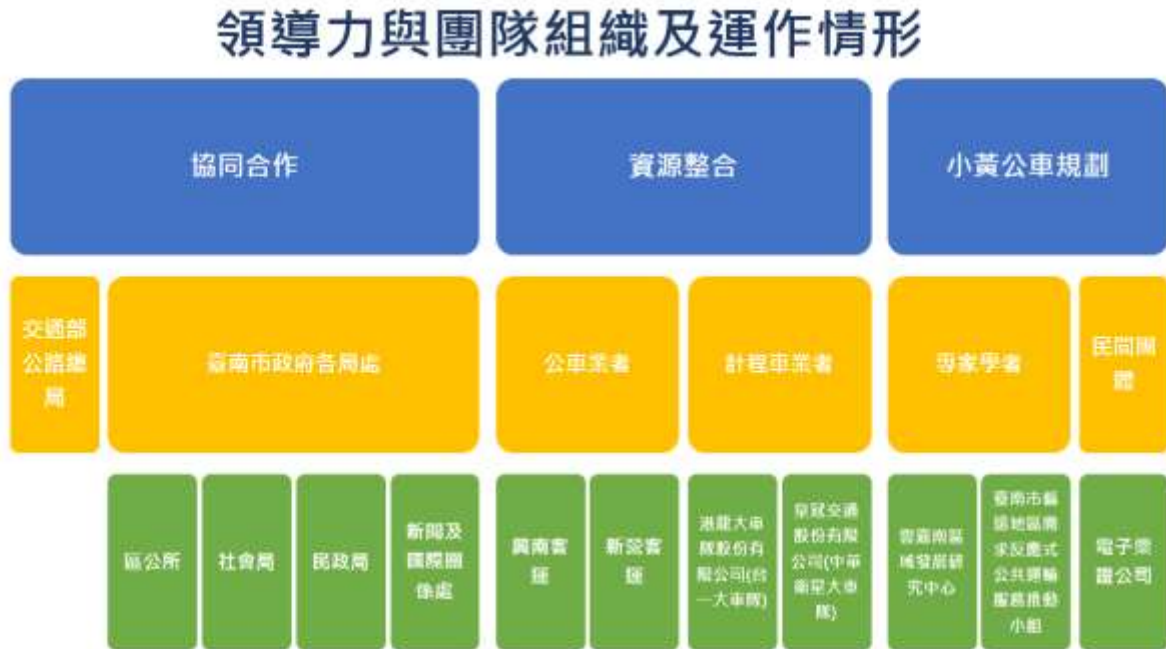 領導力與團隊組織及運作情形
協同合作
資源整合
小黃公車規劃
交通部
公路總
局
臺南市政府各局處
公車業者
計程車業者
專家學者
民間團
體
區公所
社會局
民政局
新聞及
國際關
係處
興南客
運
新營客
運
港龍大車
隊股份有
限公司(台
一大車隊)
皇冠交通
股份有限
公司(中華
衛星大車
隊)
雲嘉南區
域發展研
究中心
臺南市偏
遠地區需
求反應式
公共運輸
服務推動
小組
電子票
證公司